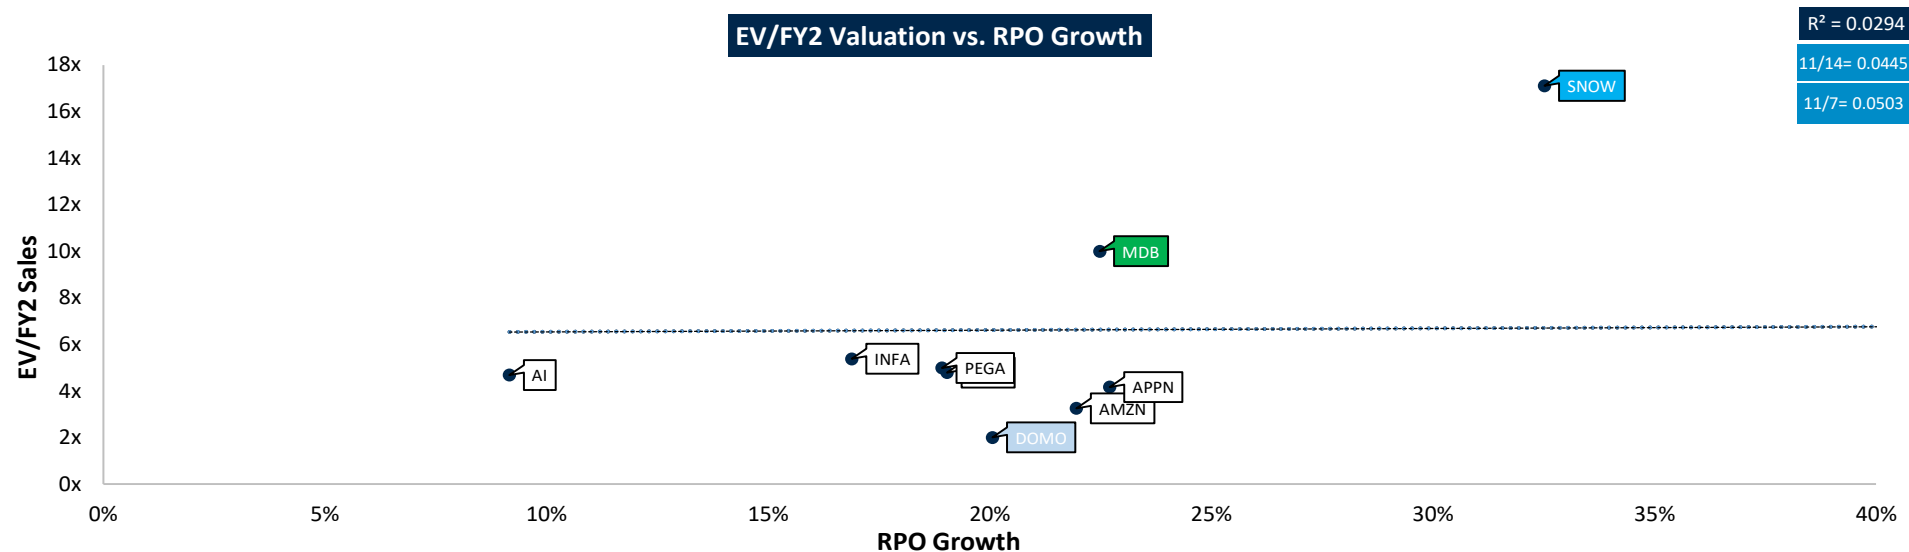 EV/FY2 Valuation vs. RPO Growth
R² = 0.0294
11/14= 0.0445
11/7= 0.0503
18x
16x
14x
12x
10x
8x
6x
4x
2x
0x
EV/FY2 Sales
SNOW
MDB
INFA
PEGA
AI
APPN
AMZN
DOMO
0%
5%
10%
15%
20%
25%
30%
35%
40%
RPO Growth